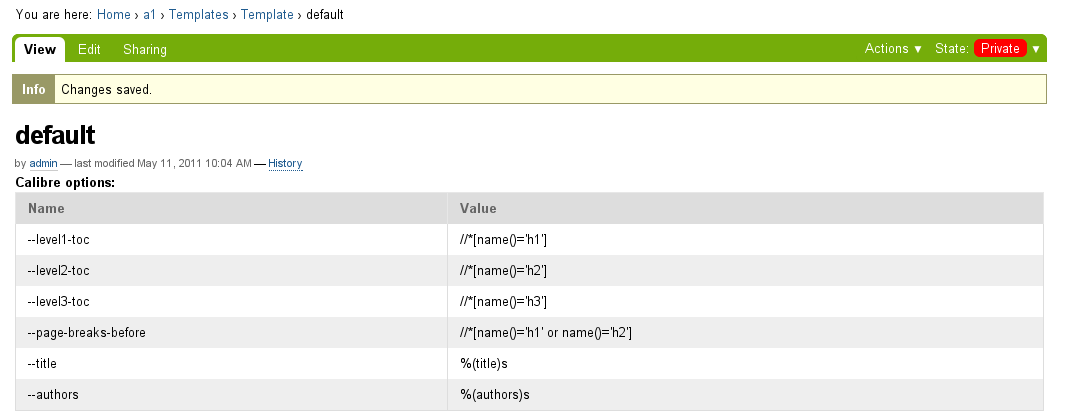 You are here: Home › a1 › Templates › Template › default
View Edit Sharing Actions ▼ State: Private ▼
Info Changes saved.
default
by admin — last modified May 11, 2011 10:04 AM — History
Calibre options:
Name Value
--level1-toc //*[name()='h1']
--level2-toc //*[name()='h2']
--level3-toc //*[name()='h3']
--page-breaks-before //*[name()='h1' or name()='h2']
--title %(title)s
--authors %(authors)s